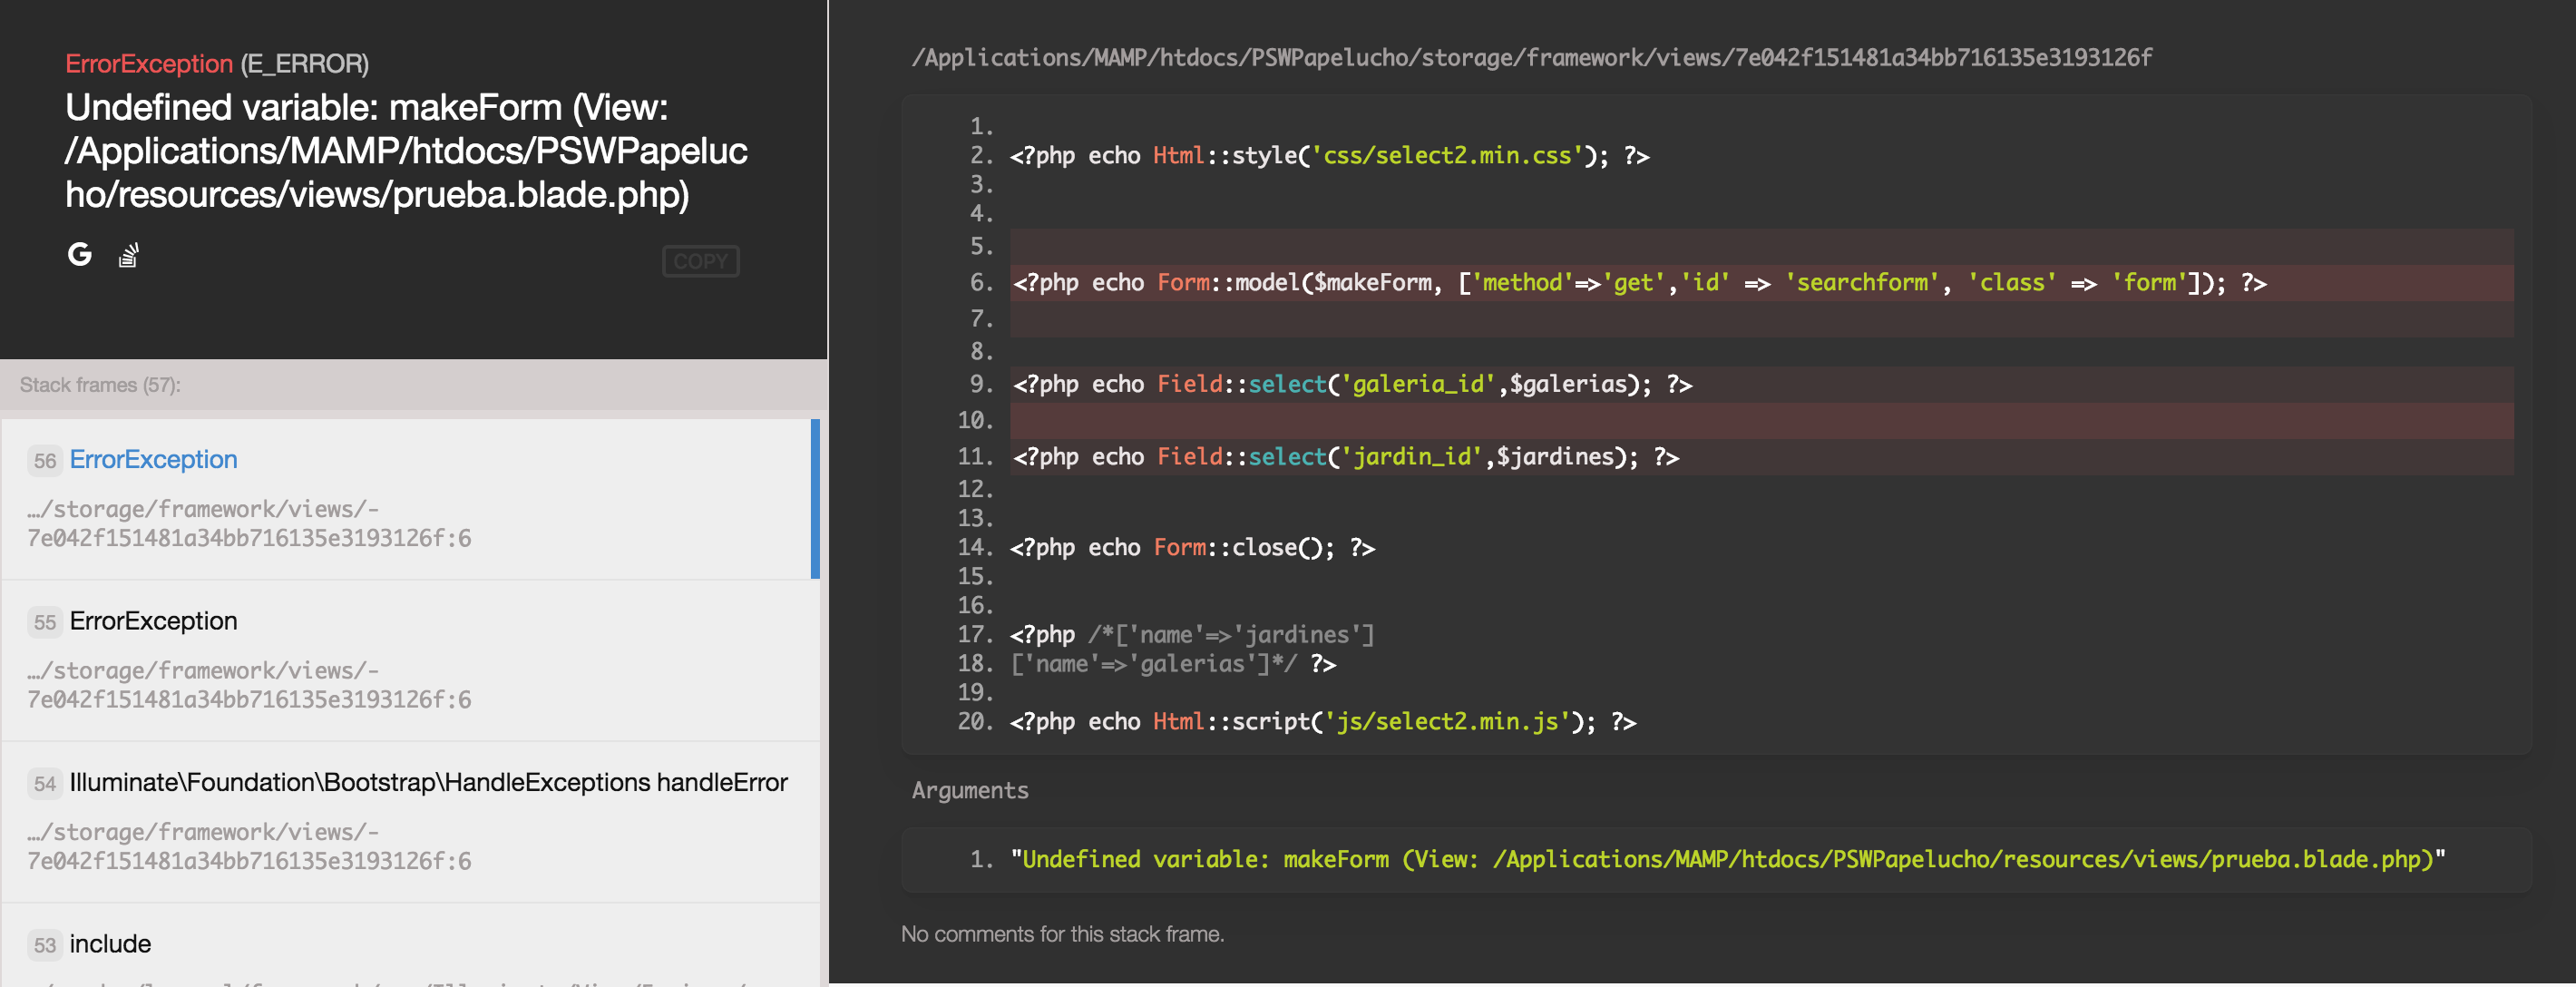 ErrorException (E_ERROR)
Undefined variable: makeForm (View:
/Applications/MAMP/htdocs/PSWPapeluc
ho/resources/views/prueba.blade.php)
COPY
Stack frames (57):
56 ErrorException
…/storage/framework/views/-
7e042f151481a34bb716135e3193126f:6
55 ErrorException
…/storage/framework/views/-
7e042f151481a34bb716135e3193126f:6
54 Illuminate\Foundation\Bootstrap\HandleExceptions handleError
…/storage/framework/views/-
7e042f151481a34bb716135e3193126f:6
53 include
/Applications/MAMP/htdocs/PSWPapelucho/storage/framework/views/7e042f151481a34bb716135e3193126f
1.
2. <?php echo Html::style('css/select2.min.css'); ?>
3.
4.
5.
6. <?php echo Form::model($makeForm, ['method'=>'get','id' => 'searchform', 'class' => 'form']); ?>
7.
8.
9. <?php echo Field::select('galeria_id',$galerias); ?>
10.
11. <?php echo Field::select('jardin_id',$jardines); ?>
12.
13.
14. <?php echo Form::close(); ?>
15.
16.
17. <?php /*['name'=>'jardines']
18. ['name'=>'galerias']*/ ?>
19.
20. <?php echo Html::script('js/select2.min.js'); ?>
Arguments
1. "Undefined variable: makeForm (View: /Applications/MAMP/htdocs/PSWPapelucho/resources/views/prueba.blade.php)"
No comments for this stack frame.